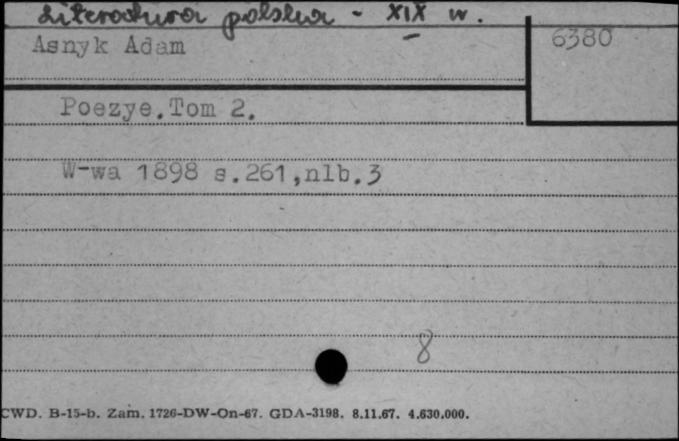 Literatura polska - XIX w.
Asnyk Adam
6380
Poezye.Tom 2.
W-wa 1898 s.261,nlb.3
8
CWD. B-15-b. Zam. 1726-DW-On-67. GDA-3198. 8.11.67. 4.630.000.